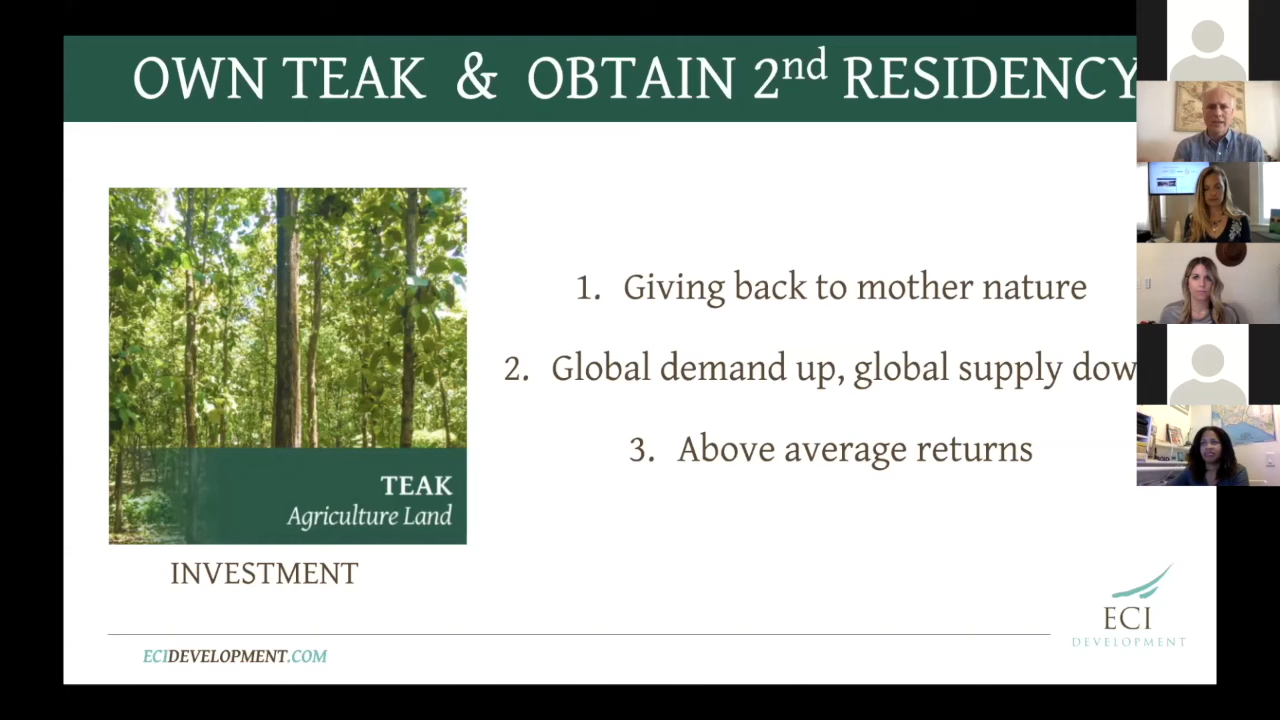 OWN TEAK & OBTAIN 2nd RESIDENCY
1. Giving back to mother nature
2. Global demand up, global supply dow
3. Above average returns
TEAK
Agriculture Land
INVESTMENT
ECI
DEVELOPMENT
ECIDEVELOPMENT.COM